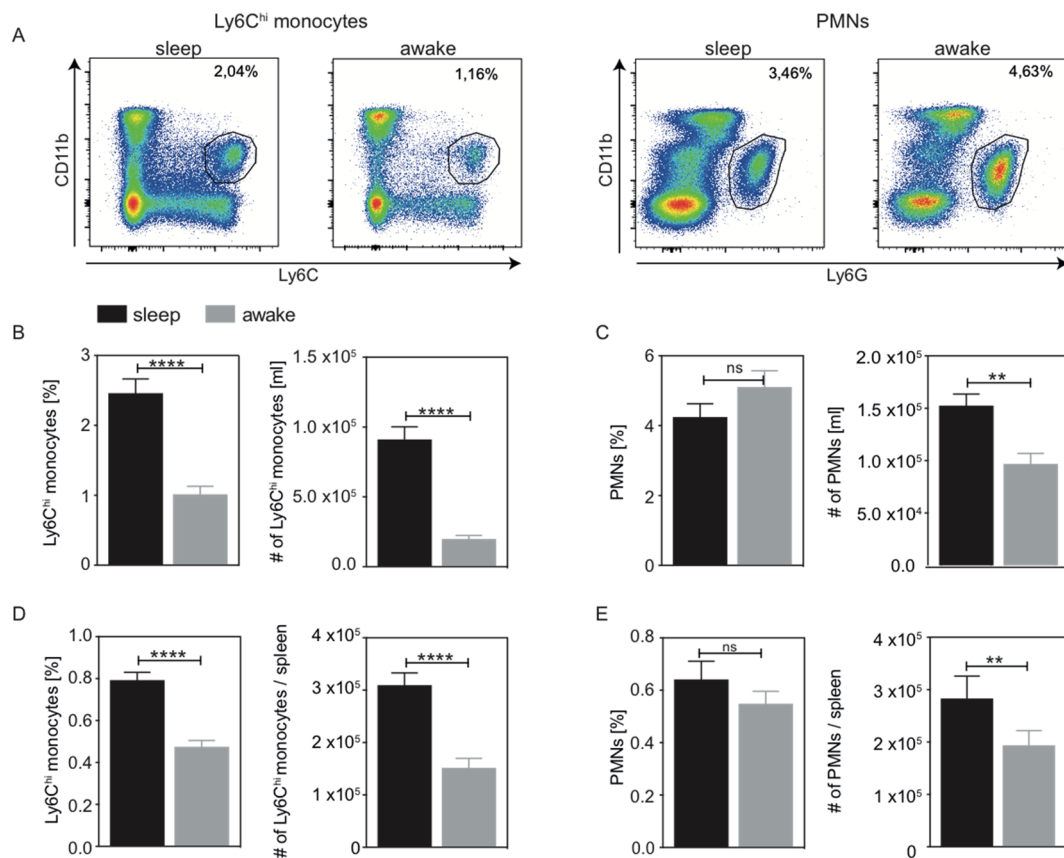 A
Ly6Chi monocytes
PMNs
sleep
awake
sleep
awake
2,04%
1,16%
3,46%
4,63%
CD11b
CD11b
Ly6C
Ly6G
sleep
awake
B
Ly6Chi monocytes [%]
3
2
1
0
****
# of Ly6Chi monocytes [ml]
1.5 x10⁵
1.0 x10⁵
5.0 x10⁵
0.0
****
C
PMNs [%]
6
4
2
0
ns
# of PMNs [ml]
2.0 x10⁵
1.5 x10⁵
1.0 x10⁵
5.0 x10⁴
0.0
**
D
Ly6Chi monocytes [%]
1.0
0.8
0.6
0.4
0.2
0.0
****
# of Ly6Chi monocytes / spleen
4 x10⁵
3 x10⁵
2 x10⁵
1 x10⁵
0
****
E
PMNs [%]
0.8
0.6
0.4
0.2
0.0
ns
# of PMNs / spleen
4 x10⁵
3 x10⁵
2 x10⁵
1 x10⁵
0
**